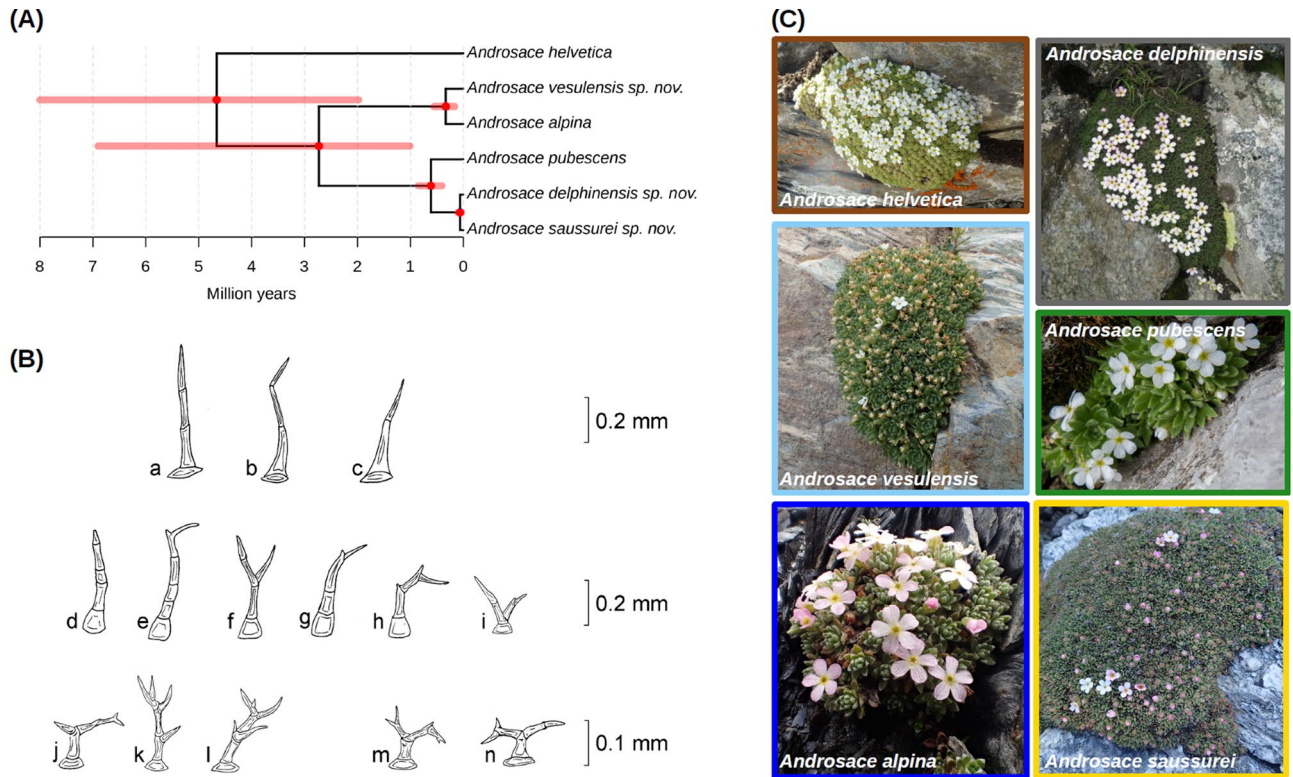 (A)
Androsace helvetica
Androsace vesulensis sp. nov.
Androsace alpina
Androsace pubescens
Androsace delphinensis sp. nov.
Androsace saussurei sp. nov.
8 7 6 5 4 3 2 1 0
Million years
(B)
a b c 0.2 mm
d e f g h i 0.2 mm
j k l m n 0.1 mm
(C)
Androsace helvetica
Androsace delphinensis
Androsace vesulensis
Androsace pubescens
Androsace alpina
Androsace saussurei